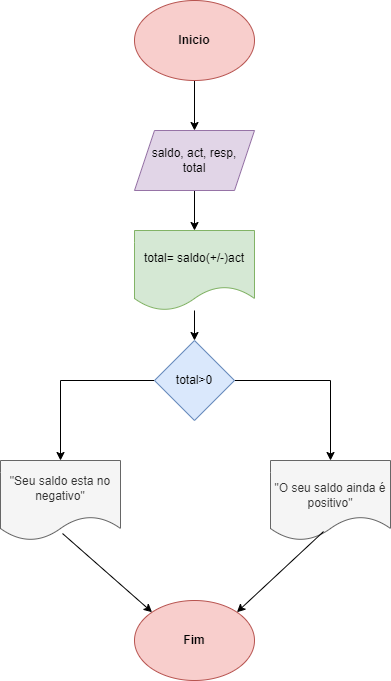 Inicio
saldo, act, resp,
total
total= saldo(+/-)act
total>0
"Seu saldo esta no
negativo"
"O seu saldo ainda é
positivo"
Fim